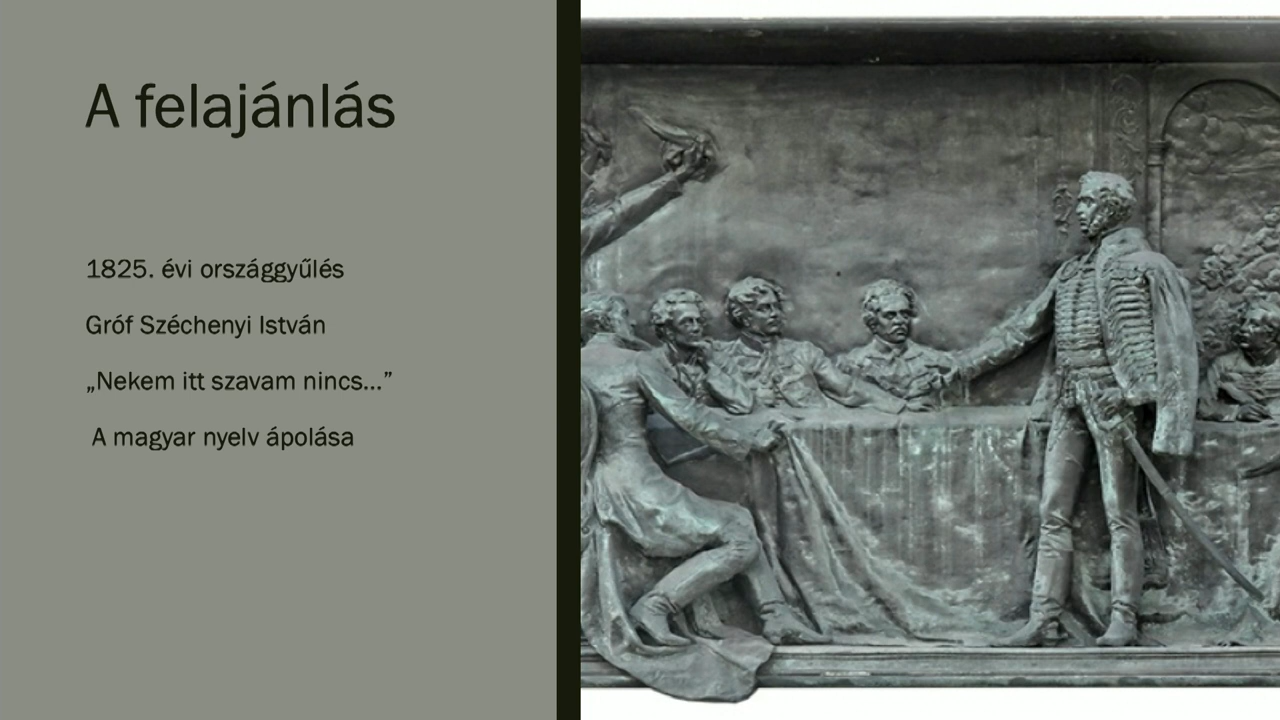 A felajánlás
1825. évi országgyűlés
Gróf Széchenyi István
„Nekem itt szavam nincs…”
A magyar nyelv ápolása